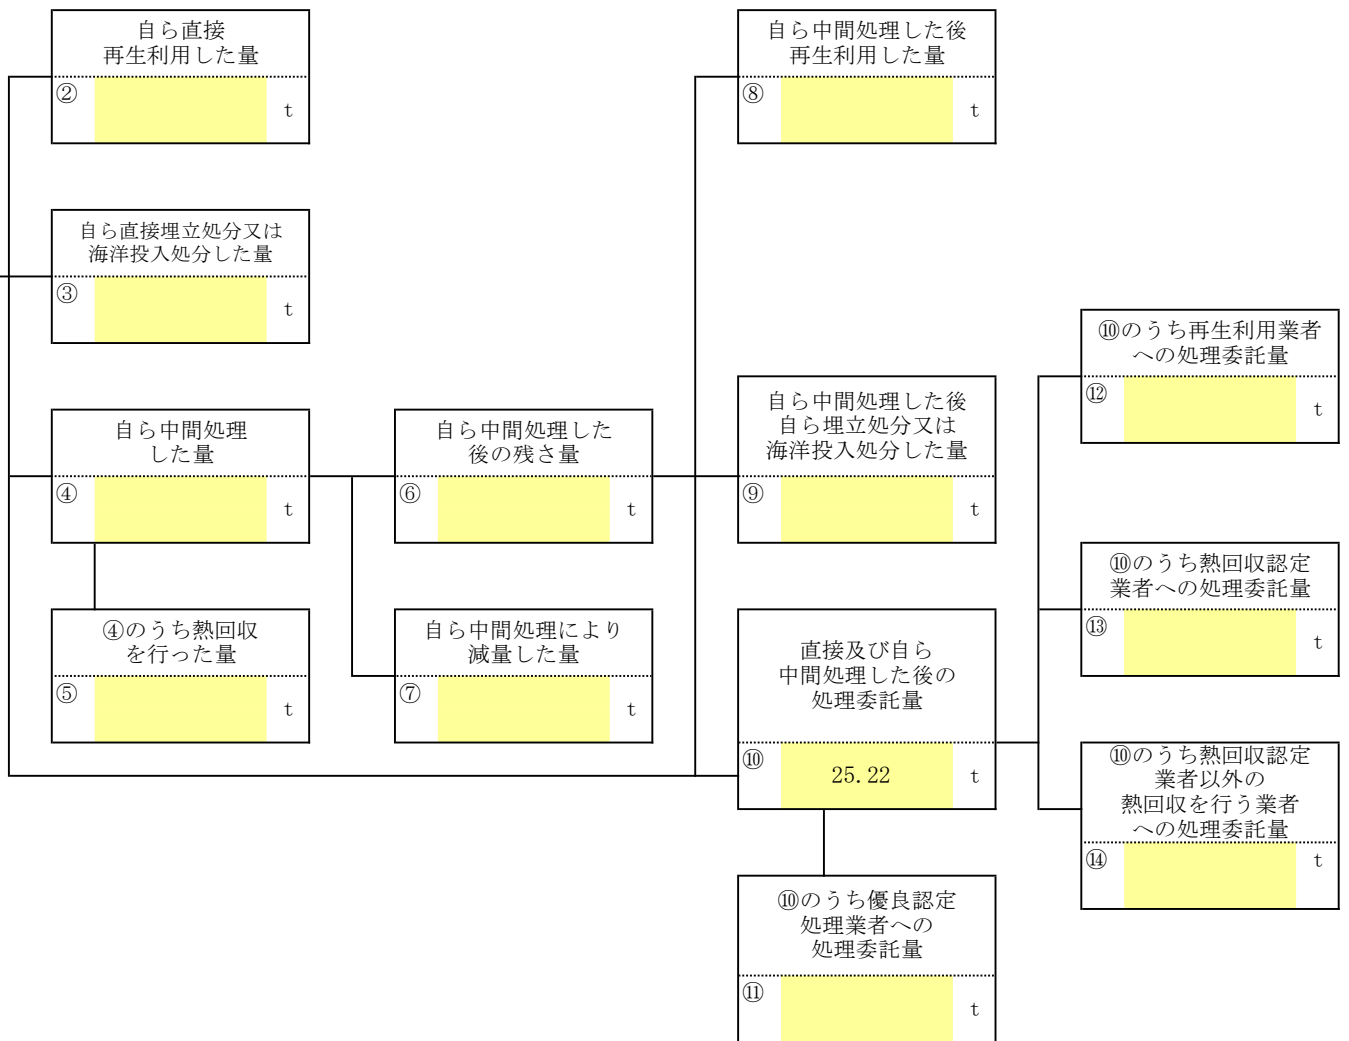 自ら直接
再生利用した量
②
t
自ら中間処理した後
再生利用した量
⑧
t
自ら直接埋立処分又は
海洋投入処分した量
③
t
⑩のうち再生利用業者
への処理委託量
⑫
t
自ら中間処理
した量
④
t
自ら中間処理した
後の残さ量
⑥
t
自ら中間処理した後
自ら埋立処分又は
海洋投入処分した量
⑨
t
⑩のうち熱回収認定
業者への処理委託量
⑬
t
④のうち熱回収
を行った量
⑤
t
自ら中間処理により
減量した量
⑦
t
直接及び自ら
中間処理した後の
処理委託量
⑩ 25.22 t
⑩のうち熱回収認定
業者以外の
熱回収を行う業者
への処理委託量
⑭
t
⑩のうち優良認定
処理業者への
処理委託量
⑪
t